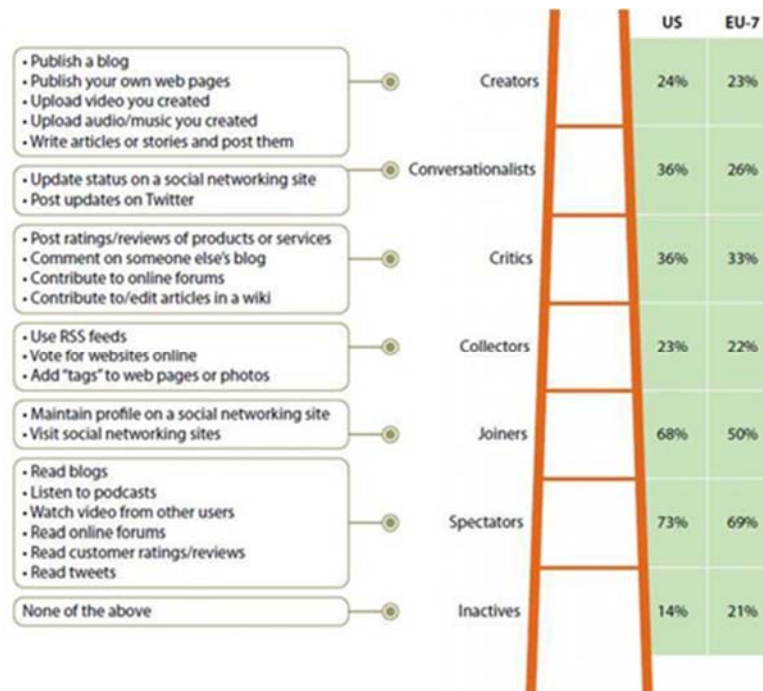 US EU-7
• Publish a blog
• Publish your own web pages
• Upload video you created
• Upload audio/music you created
• Write articles or stories and post them
Creators 24% 23%
• Update status on a social networking site
• Post updates on Twitter
Conversationalists 36% 26%
• Post ratings/reviews of products or services
• Comment on someone else's blog
• Contribute to online forums
• Contribute to/edit articles in a wiki
Critics 36% 33%
• Use RSS feeds
• Vote for websites online
• Add "tags" to web pages or photos
Collectors 23% 22%
• Maintain profile on a social networking site
• Visit social networking sites
Joiners 68% 50%
• Read blogs
• Listen to podcasts
• Watch video from other users
• Read online forums
• Read customer ratings/reviews
• Read tweets
Spectators 73% 69%
None of the above
Inactives 14% 21%